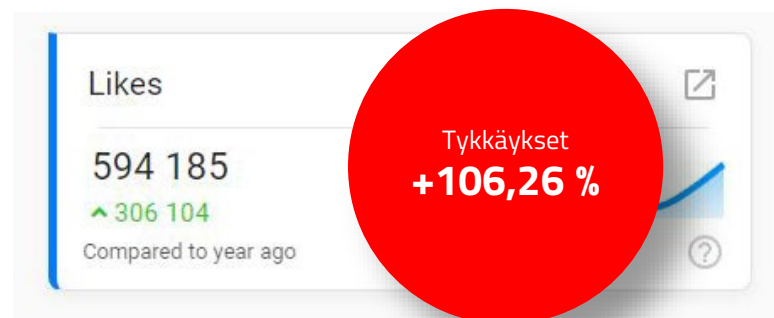 Likes
594 185
306 104
Compared to year ago
Tykkäykset
+106,26 %
?